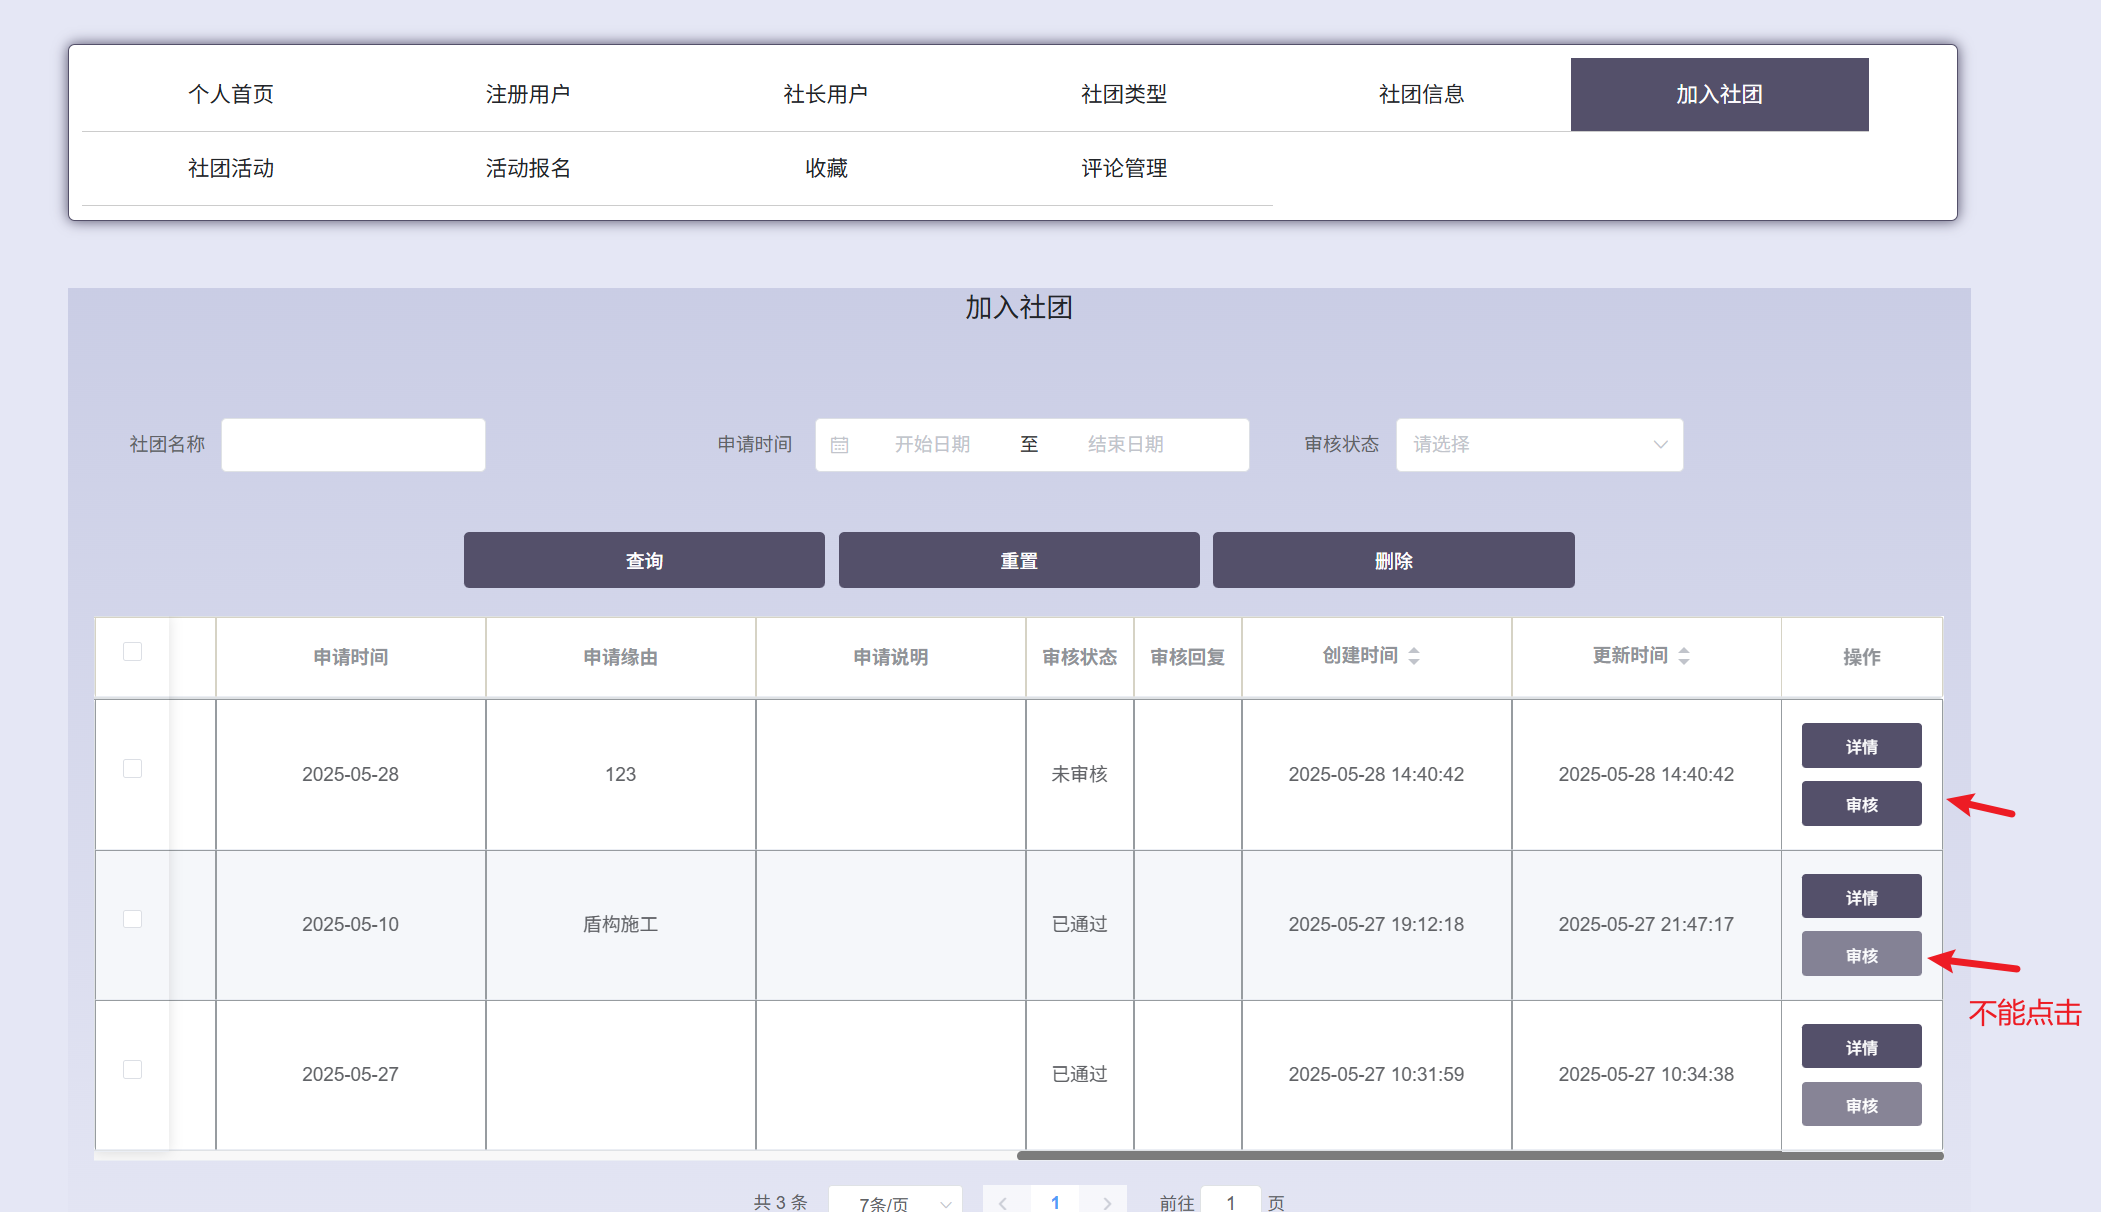 个人首页 注册用户 社长用户 社团类型 社团信息 加入社团
社团活动 活动报名 收藏 评论管理
加入社团
社团名称 申请时间 开始日期 至 结束日期 审核状态 请选择
查询 重置 删除
申请时间 申请缘由 申请说明 审核状态 审核回复 创建时间 更新时间 操作
2025-05-28 123 未审核 2025-05-28 14:40:42 2025-05-28 14:40:42 详情
审核
2025-05-10 盾构施工 已通过 2025-05-27 19:12:18 2025-05-27 21:47:17 详情
审核
不能点击
2025-05-27 已通过 2025-05-27 10:31:59 2025-05-27 10:34:38 详情
审核
共 3 条 7条/页 1 前往 1 页